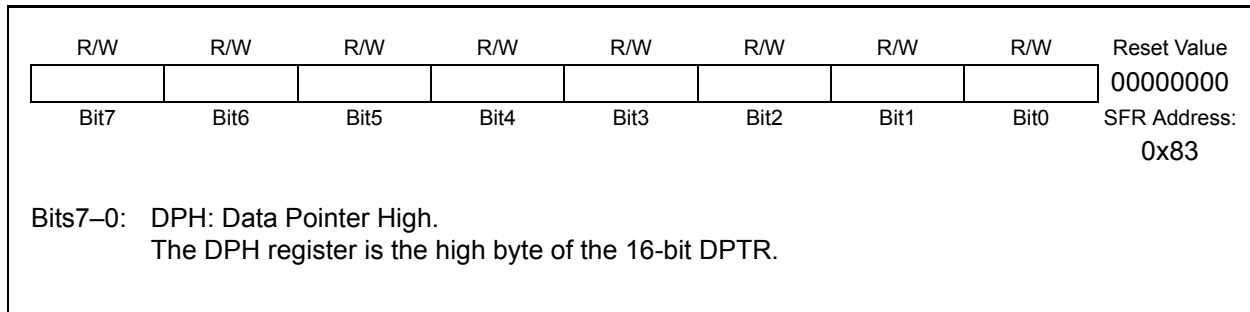 R/W R/W R/W R/W R/W R/W R/W R/W Reset Value
00000000
Bit7 Bit6 Bit5 Bit4 Bit3 Bit2 Bit1 Bit0 SFR Address:
0x83
Bits7–0: DPH: Data Pointer High.
The DPH register is the high byte of the 16-bit DPTR.